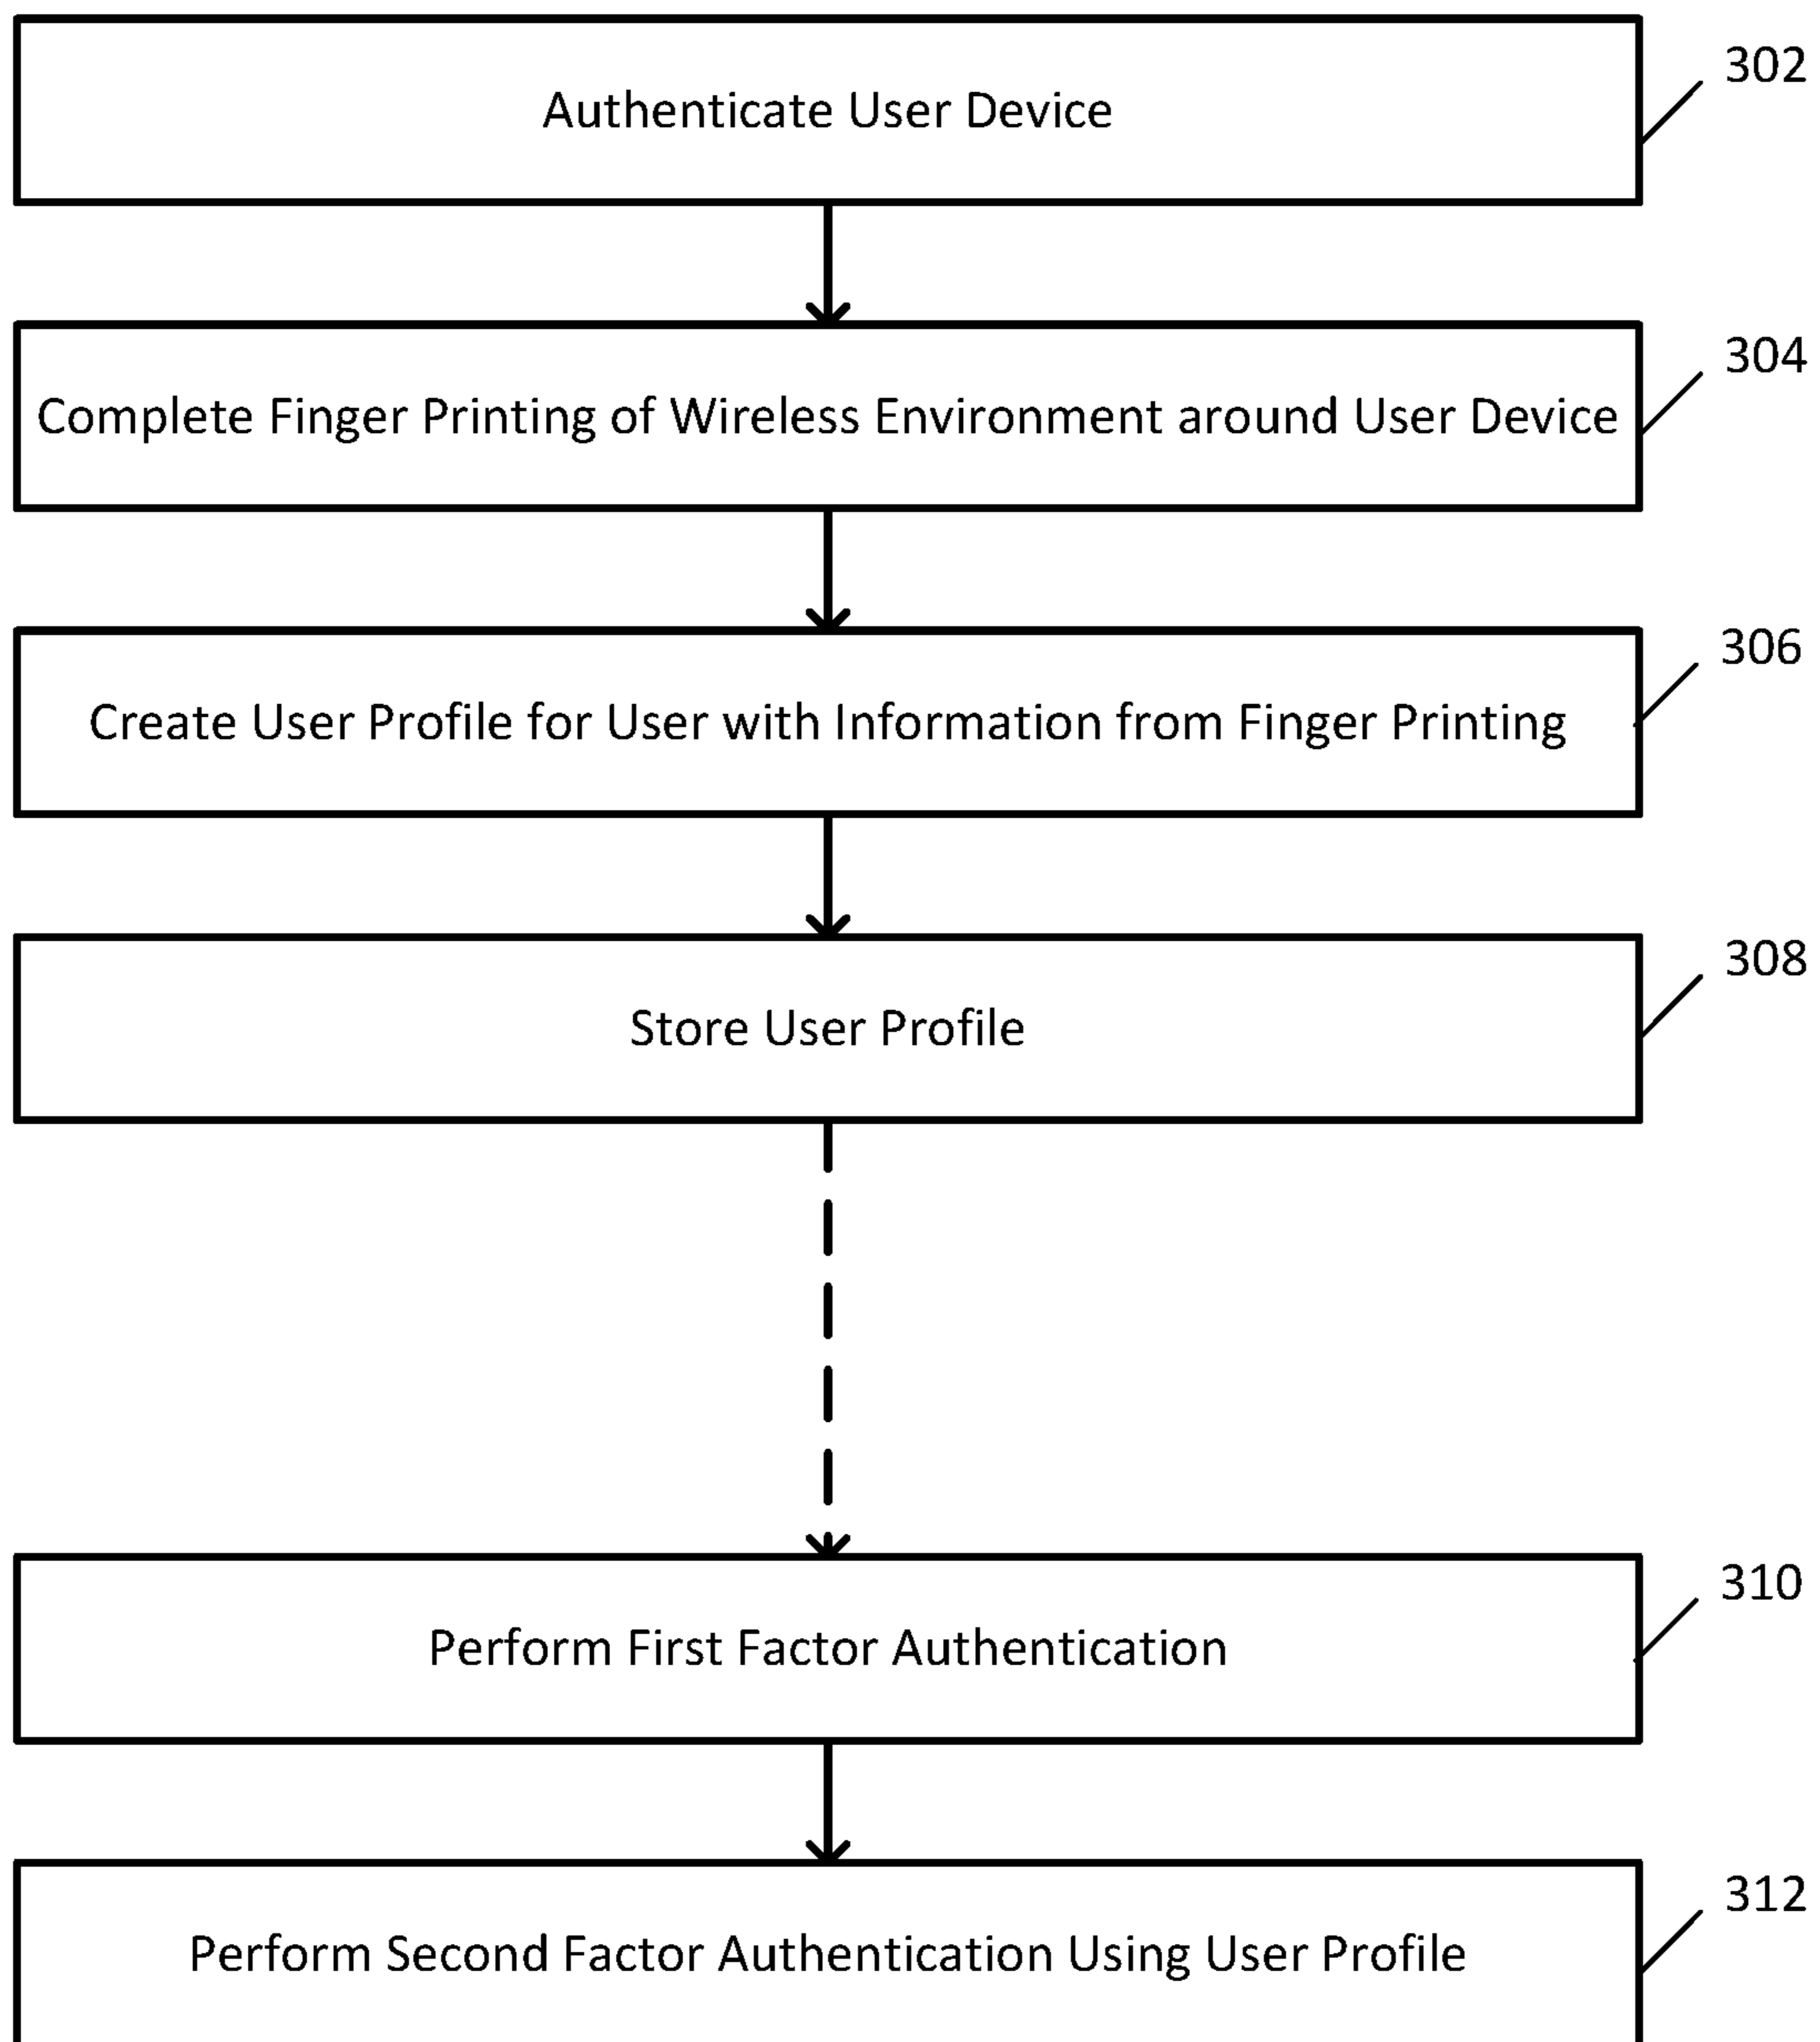 302
Authenticate User Device
304
Complete Finger Printing of Wireless Environment around User Device
306
Create User Profile for User with Information from Finger Printing
308
Store User Profile
310
Perform First Factor Authentication
312
Perform Second Factor Authentication Using User Profile